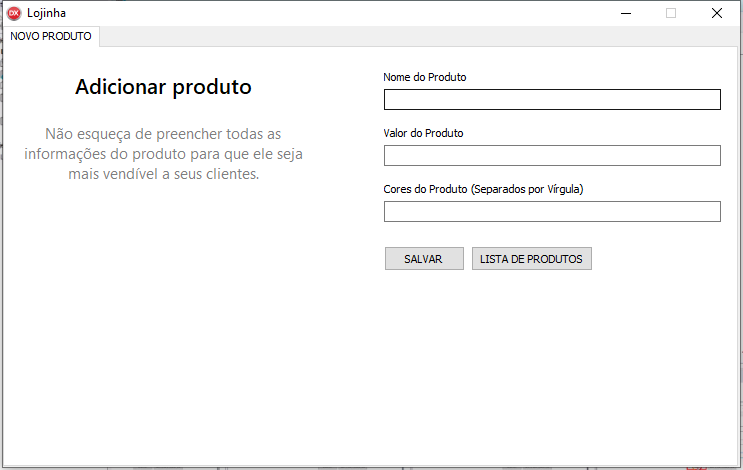 DX Lojinha
NOVO PRODUTO
Adicionar produto
Não esqueça de preencher todas as
informações do produto para que ele seja
mais vendível a seus clientes.
Nome do Produto
Valor do Produto
Cores do Produto (Separados por Vírgula)
SALVAR LISTA DE PRODUTOS